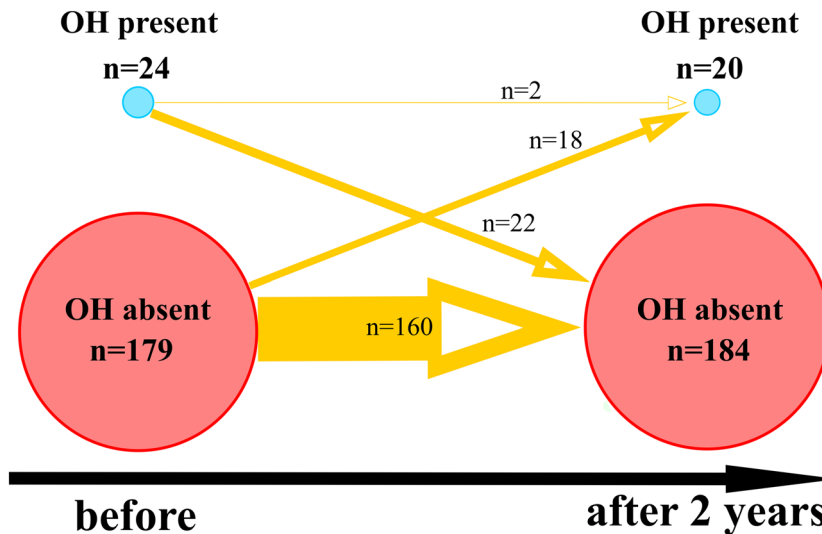 OH present
n=24
OH present
n=20
n=2
n=18
n=22
OH absent
n=179
n=160
OH absent
n=184
before
after 2 years